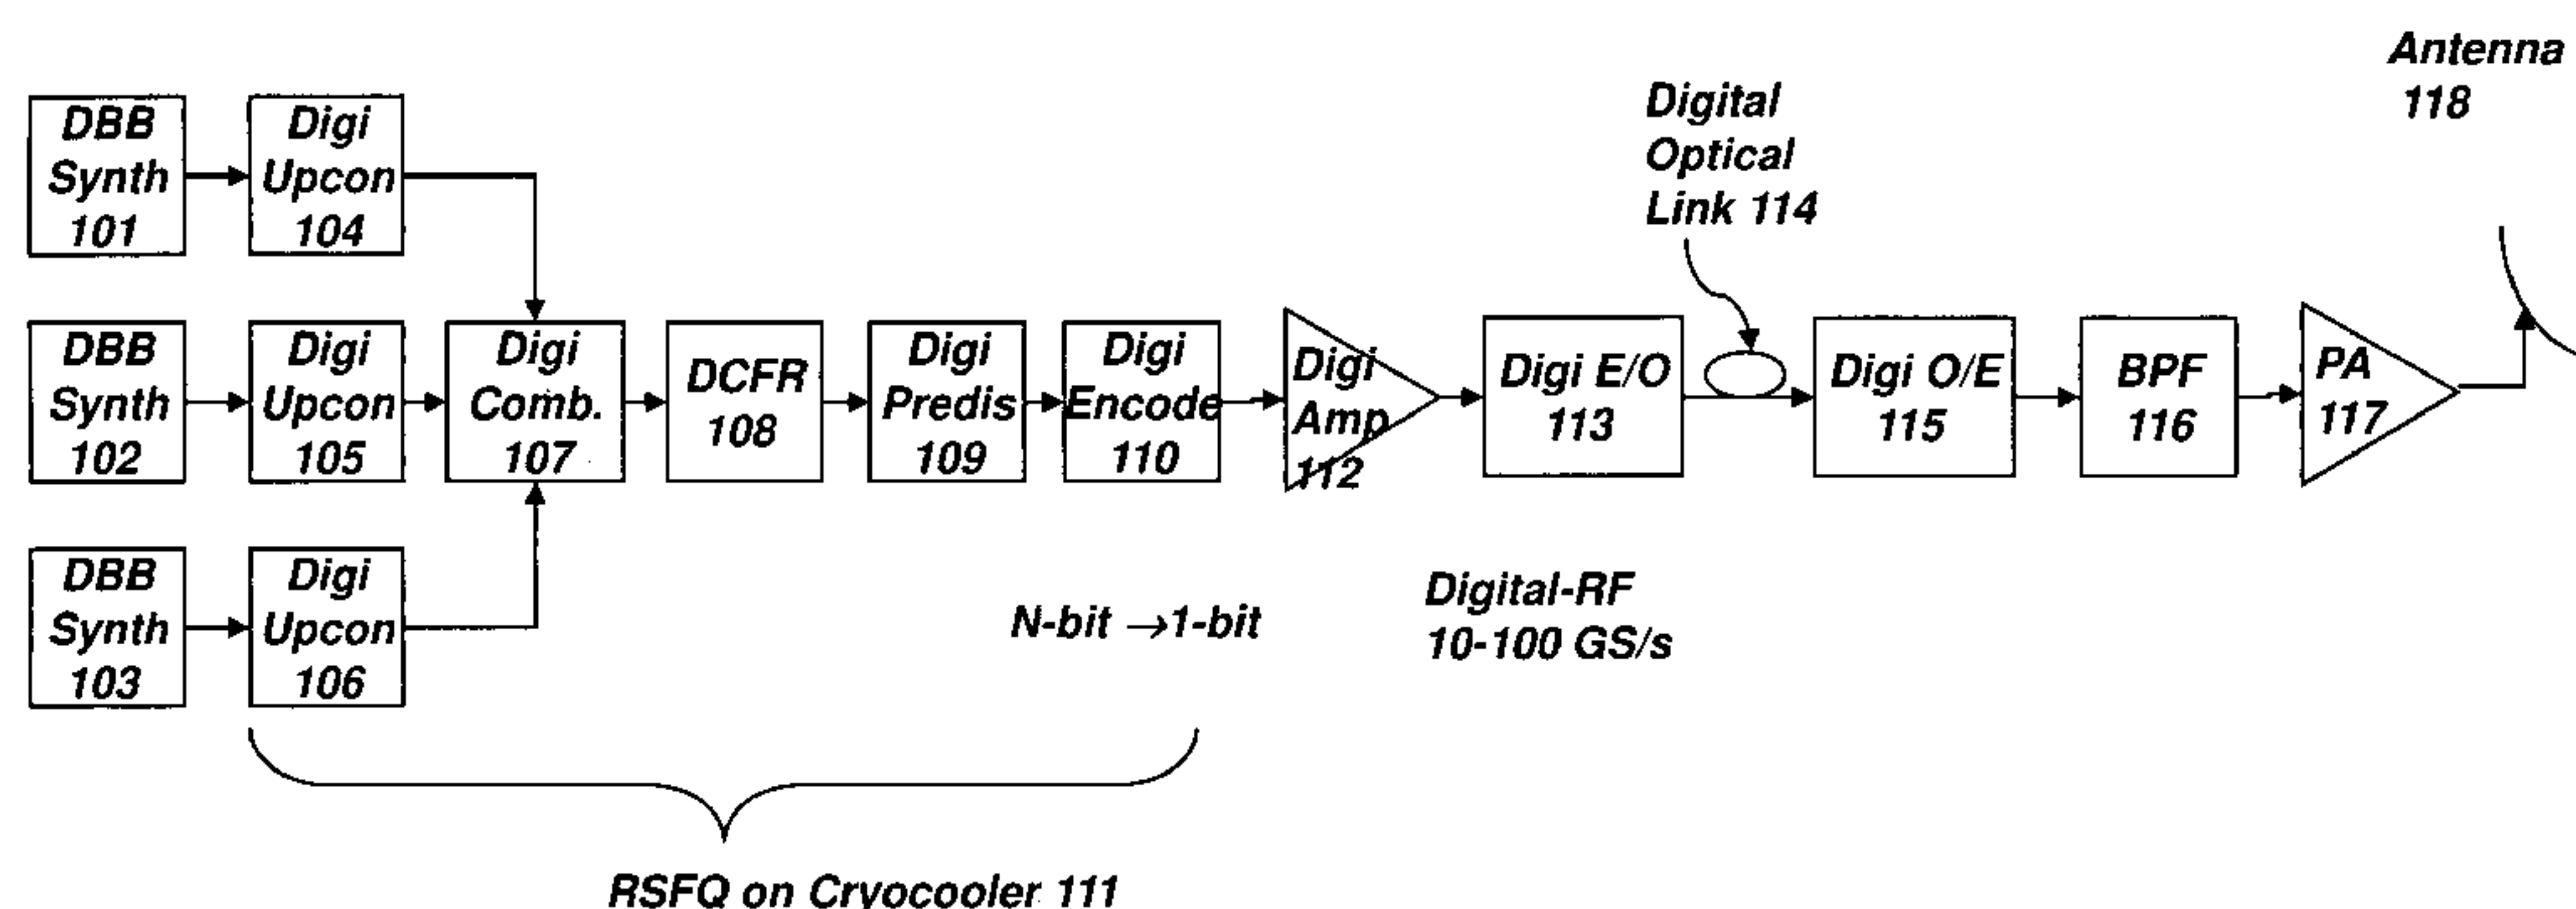 Antenna
118
Digital
Optical
Link 114
DBB
Synth
101
Digi
Upcon
104
DBB
Synth
102
Digi
Upcon
105
Digi
Comb.
107
DCFR
108
Digi
Predis
109
Digi
Encode
110
Digi
Amp
112
Digi E/O
113
Digi O/E
115
BPF
116
PA
117
DBB
Synth
103
Digi
Upcon
106
N-bit →1-bit
Digital-RF
10-100 GS/s
RSFQ on Cryocooler 111